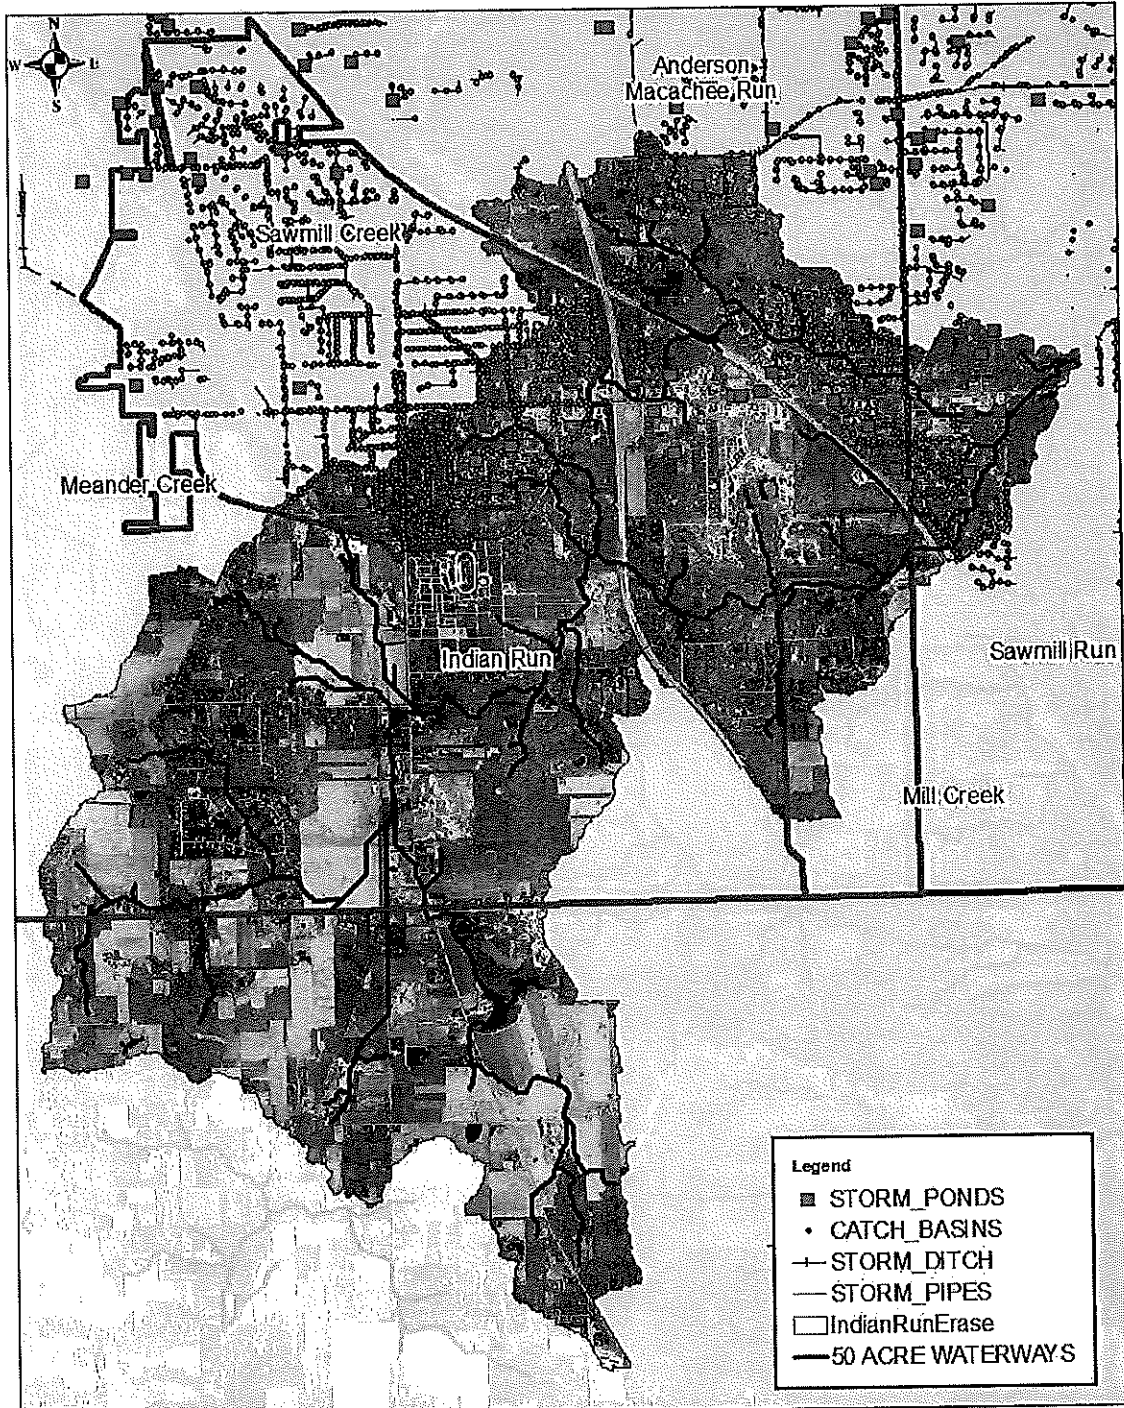 N
W
E
S
Anderson
Macachee Run
Sawmill Creek
Meander Creek
Indian Run
Sawmill Run
Mill Creek
Legend
STORM_PONDS
CATCH_BASINS
STORM_DITCH
STORM_PIPES
IndianRunErase
50 ACRE WATERWAYS